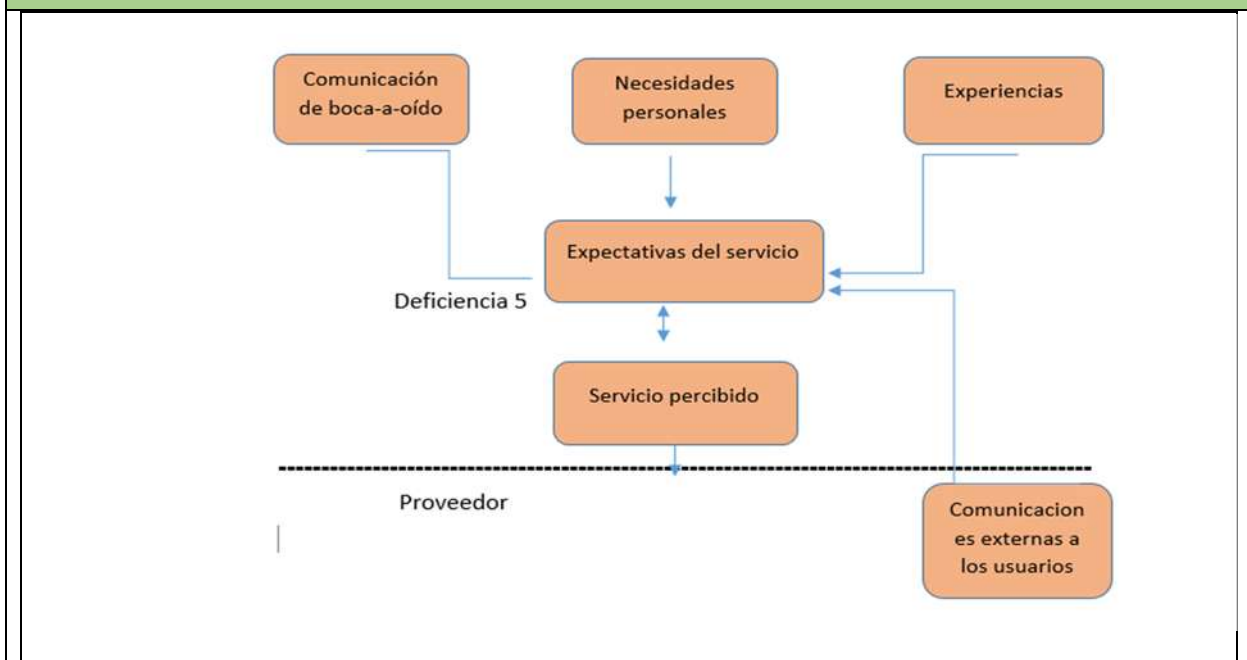 Comunicación
de boca-a-oído
Necesidades
personales
Experiencias
Expectativas del servicio
Deficiencia 5
Servicio percibido
Proveedor
Comunicacion
es externas a
los usuarios